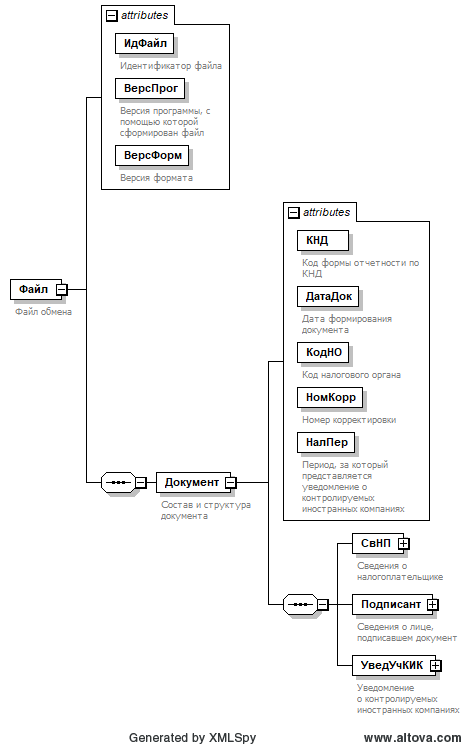 attributes
ИдФайл
Идентификатор файла
ВерсПрог
Версия программы, с
помощью которой
сформирован файл
ВерсФорм
Версия формата
Файл
Файл обмена
Документ
Состав и структура
документа
attributes
КНД
Код формы отчетности по
КНД
ДатаДок
Дата формирования
документа
КодНО
Код налогового органа
НомКорр
Номер корректировки
НалПер
Период, за который
представляется
уведомление о
контролируемых
иностранных компаниях
СвНП
Сведения о
налогоплательщике
Подписант
Сведения о лице,
подписавшем документ
УведУчКИК
Уведомление
о контролируемых
иностранных компаниях
Generated by XMLSpy
www.altova.com